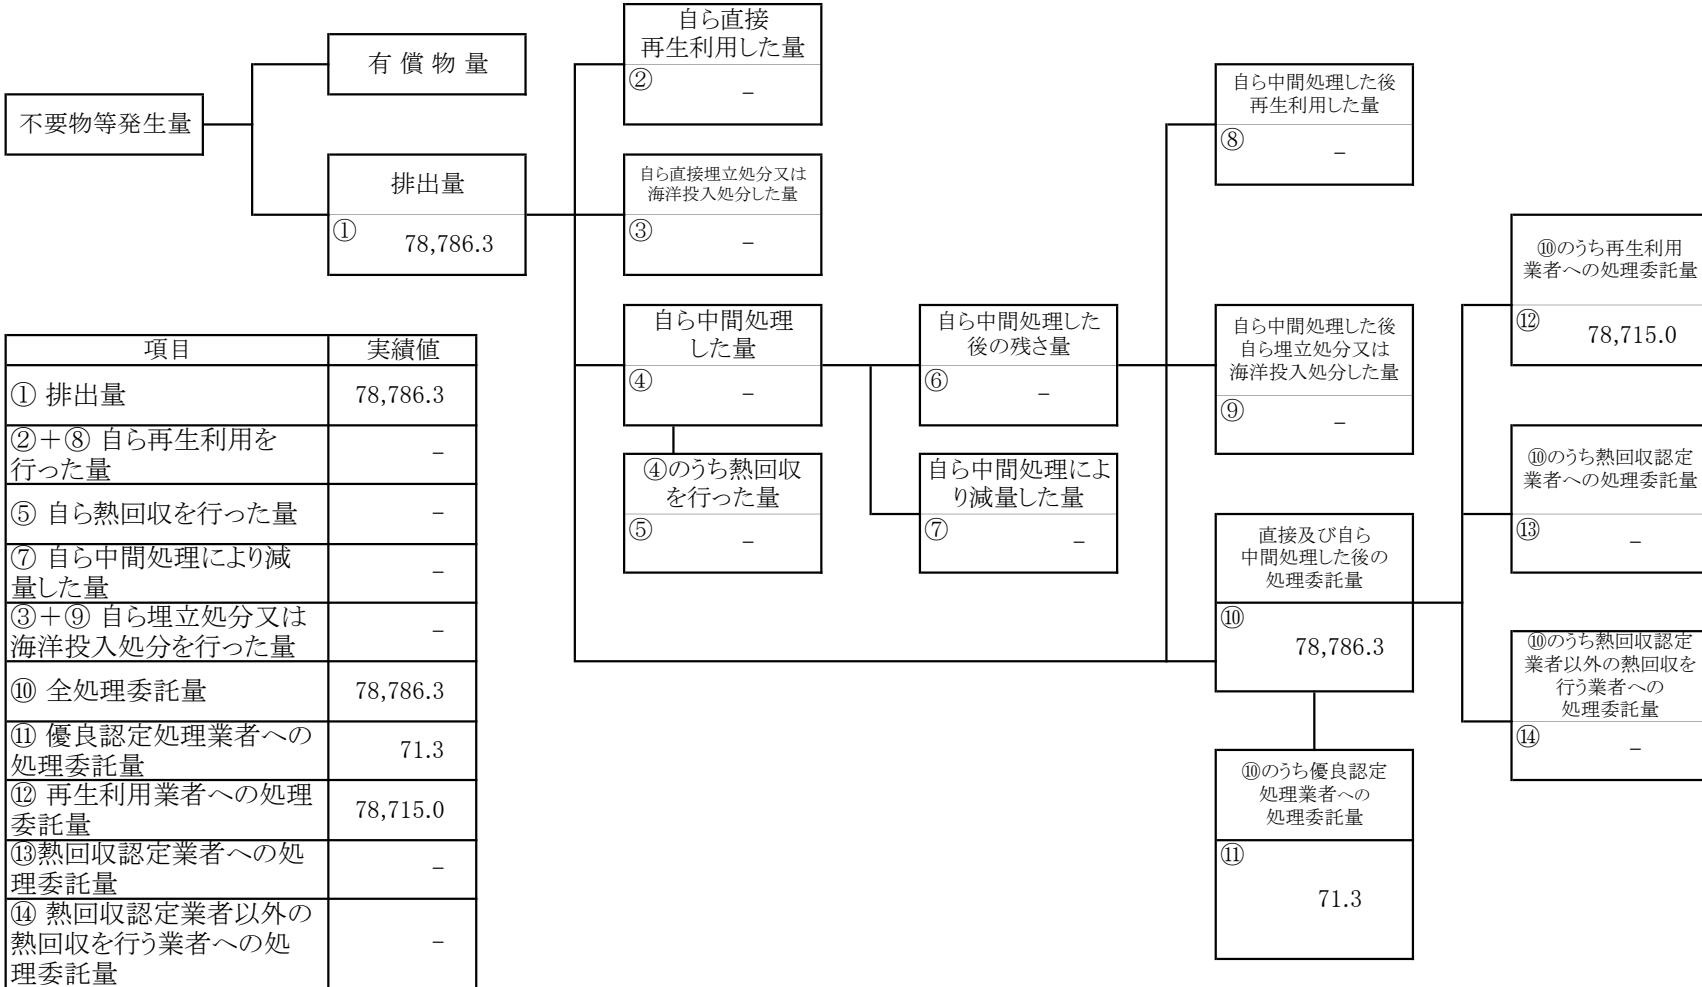 不要物等発生量
有 償 物 量
排出量
①
78,786.3
自ら直接
再生利用した量
②
−
自ら直接埋立処分又は
海洋投入処分した量
③
−
自ら中間処理
した量
④
−
④のうち熱回収
を行った量
⑤
−
自ら中間処理した
後の残さ量
⑥
−
自ら中間処理によ
り減量した量
⑦
−
自ら中間処理した後
再生利用した量
⑧
−
自ら中間処理した後
自ら埋立処分又は
海洋投入処分した量
⑨
−
直接及び自ら
中間処理した後の
処理委託量
⑩
78,786.3
⑩のうち優良認定
処理業者への
処理委託量
⑪
71.3
⑩のうち再生利用
業者への処理委託量
⑫
78,715.0
⑩のうち熱回収認定
業者への処理委託量
⑬
−
⑩のうち熱回収認定
業者以外の熱回収を
行う業者への
処理委託量
⑭
−
項目 実績値
① 排出量 78,786.3
②＋⑧ 自ら再生利用を
行った量 −
⑤ 自ら熱回収を行った量 −
⑦ 自ら中間処理により減
量した量 −
③＋⑨ 自ら埋立処分又は
海洋投入処分を行った量 −
⑩ 全処理委託量 78,786.3
⑪ 優良認定処理業者への
処理委託量 71.3
⑫ 再生利用業者への処理
委託量 78,715.0
⑬熱回収認定業者への処
理委託量 −
⑭ 熱回収認定業者以外の
熱回収を行う業者への処
理委託量 −